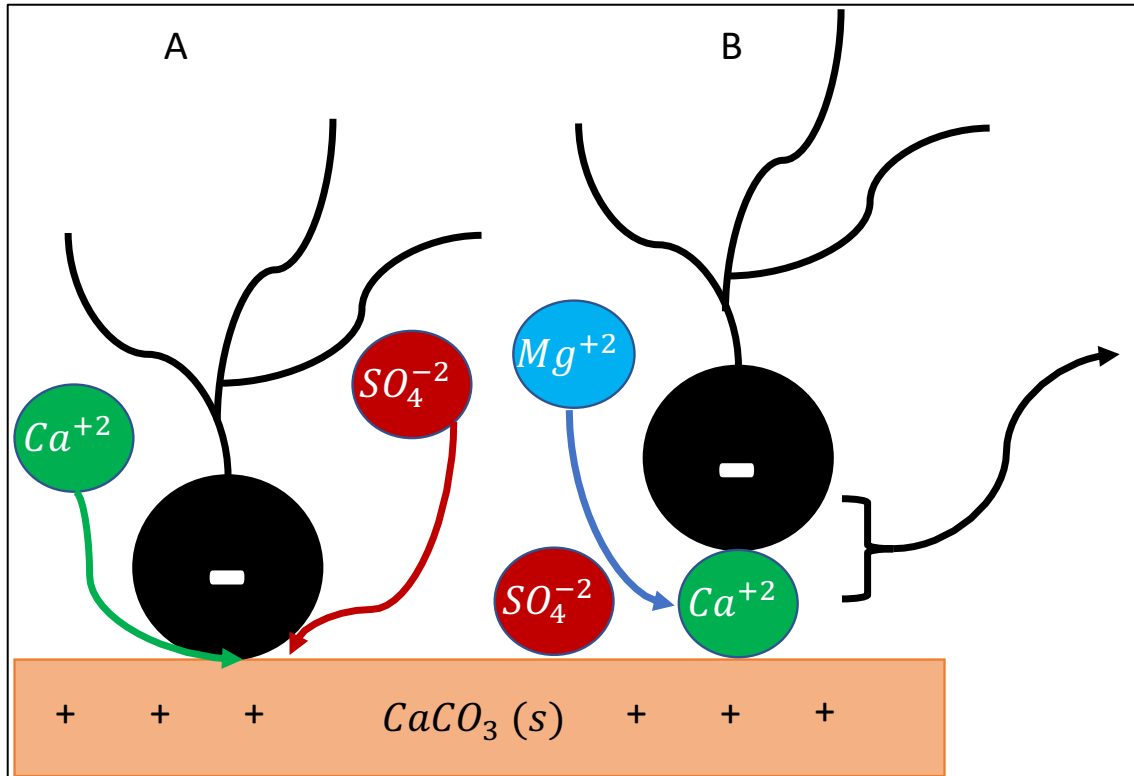 A
B
Mg⁺²
SO₄⁻²
Ca⁺²
-
-
SO₄⁻²
Ca⁺²
+ + + CaCO₃ (s) + + +